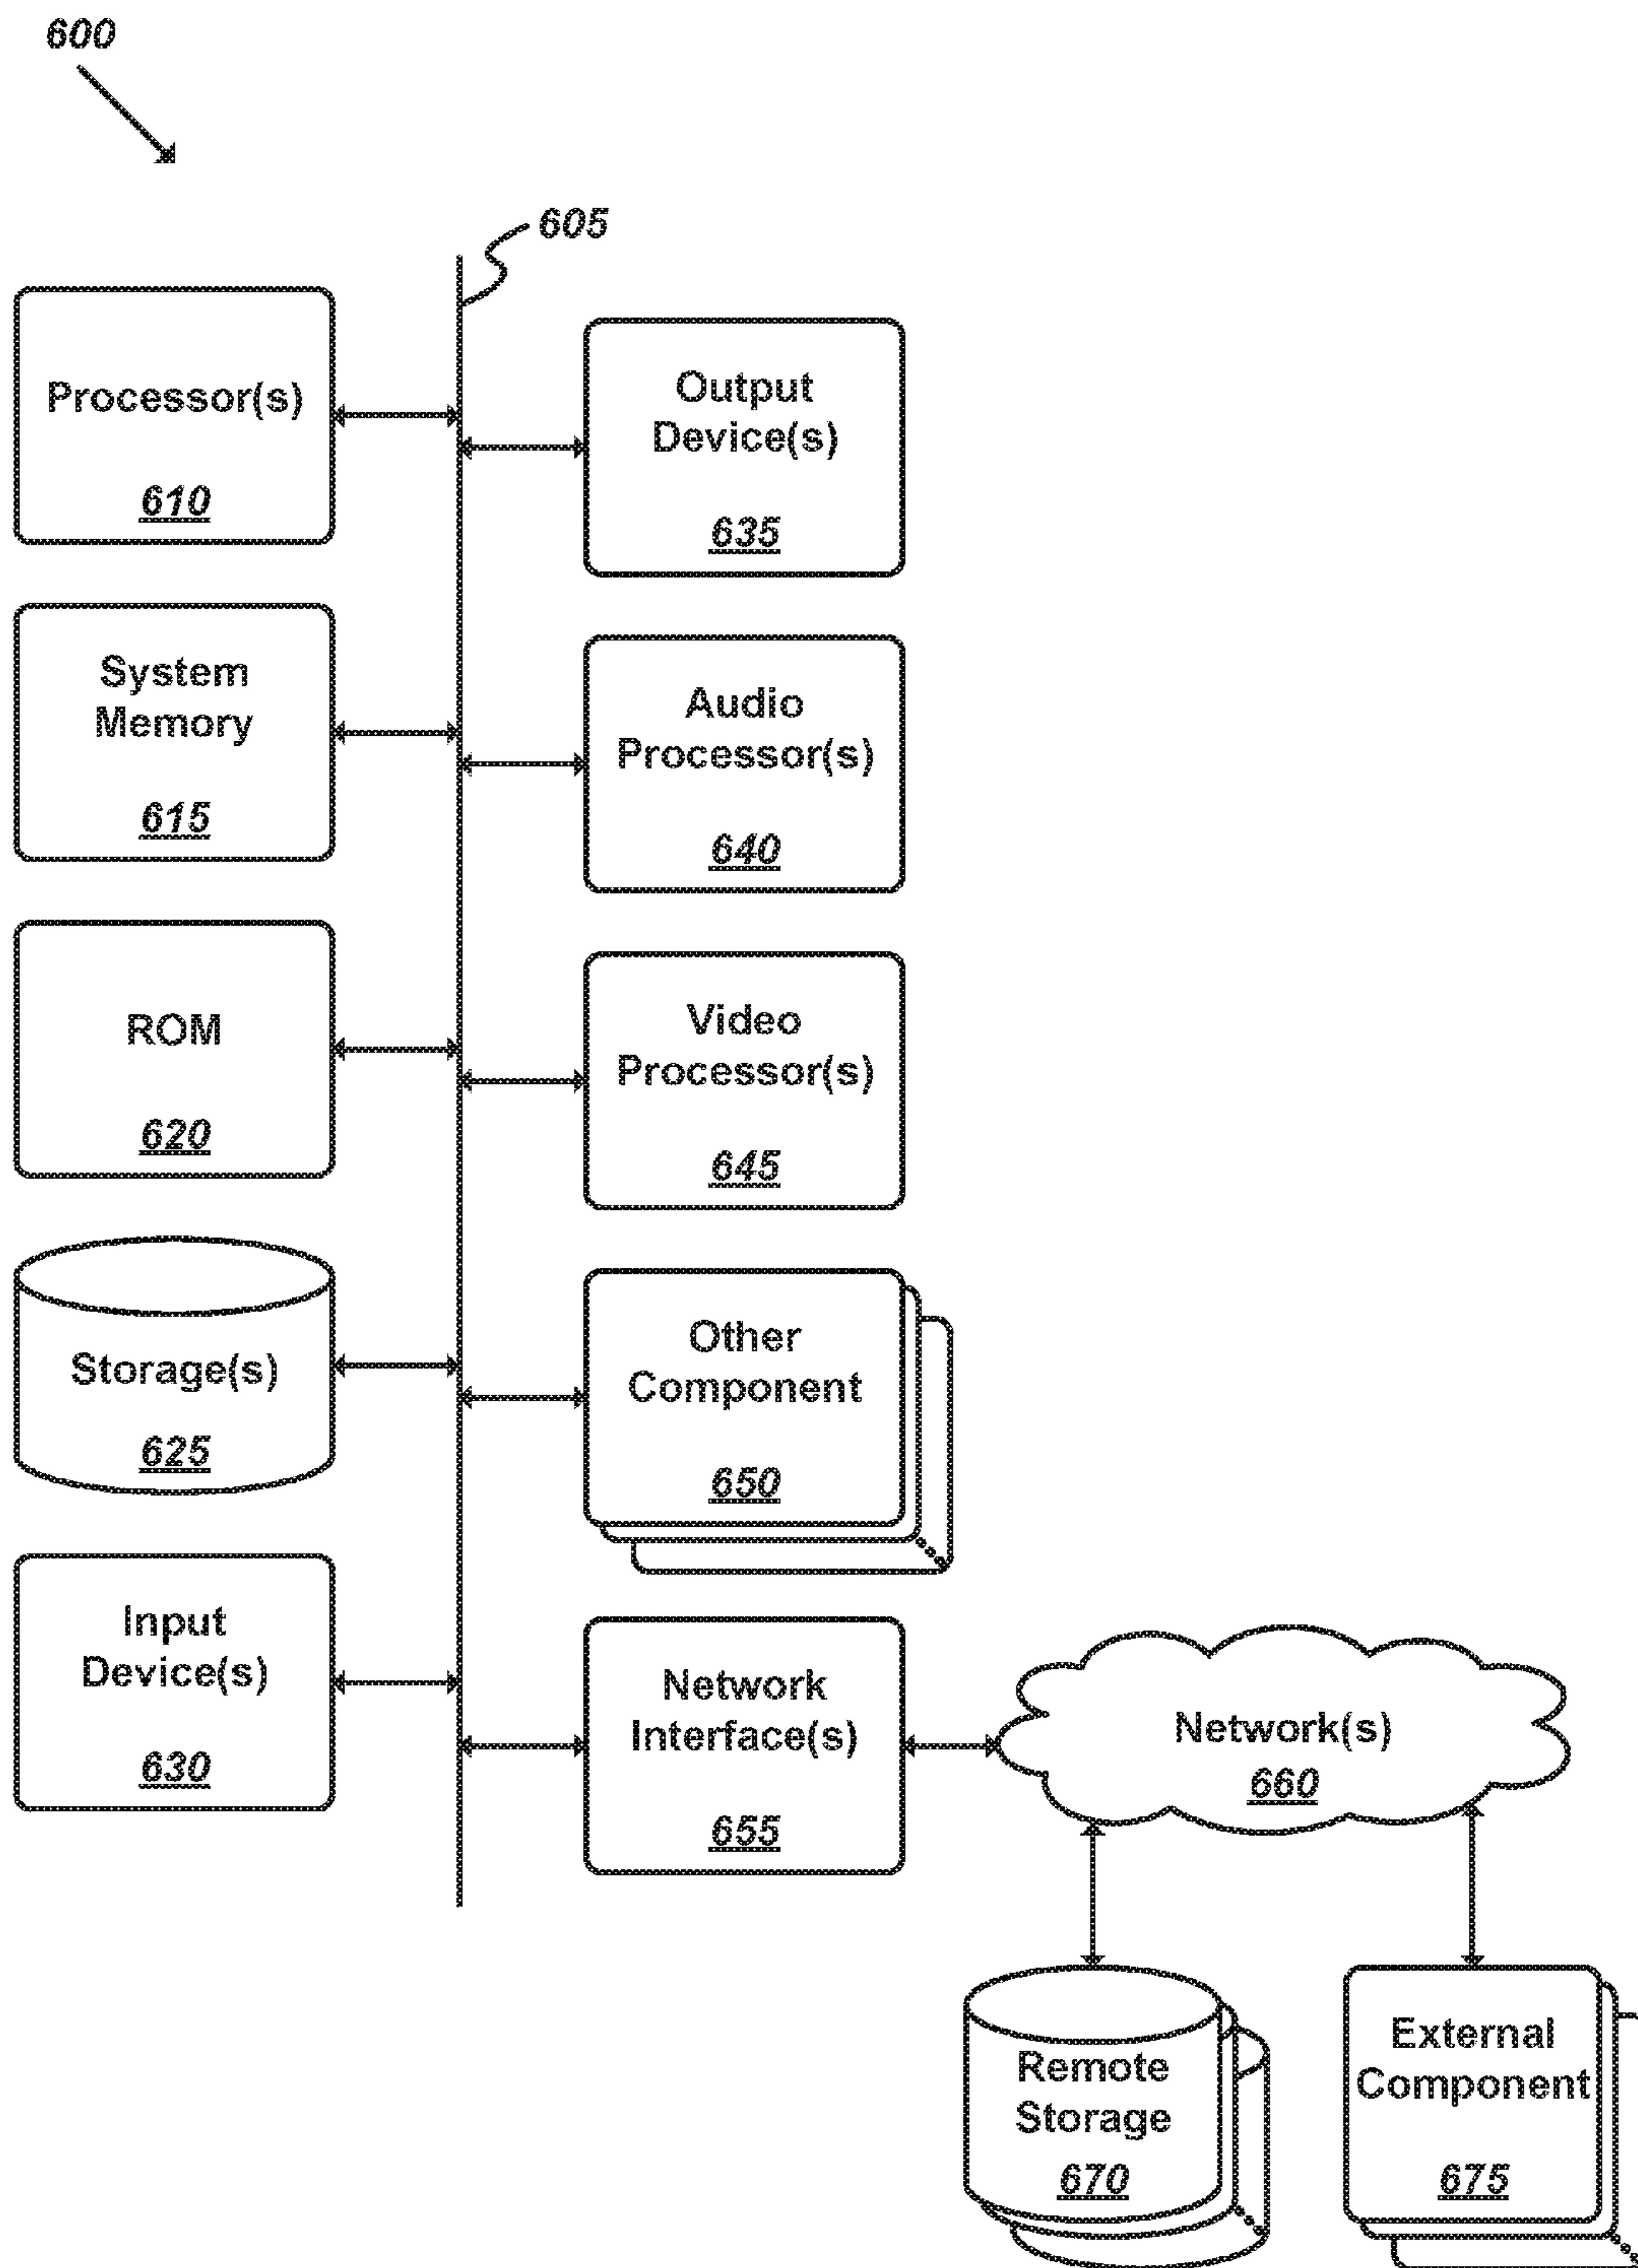 600
605
Processor(s)
610
Output
Device(s)
635
System
Memory
615
Audio
Processor(s)
640
ROM
620
Video
Processor(s)
645
Storage(s)
625
Other
Component
650
Input
Device(s)
630
Network
Interface(s)
655
Network(s)
660
Remote
Storage
670
External
Component
675